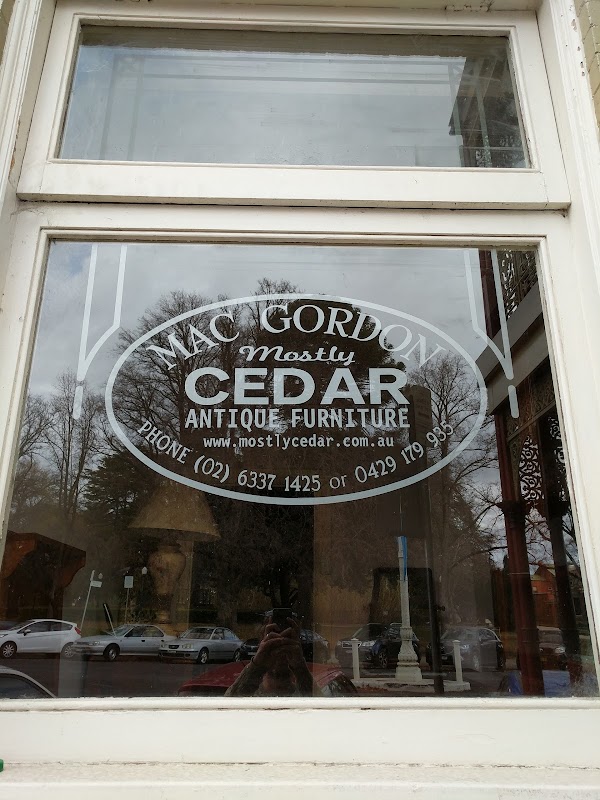 MAC GORDON
Mostly
CEDAR
ANTIQUE FURNITURE
www.mostlycedar.com.au
PHONE (02) 6337 1425 or 0429 179 935